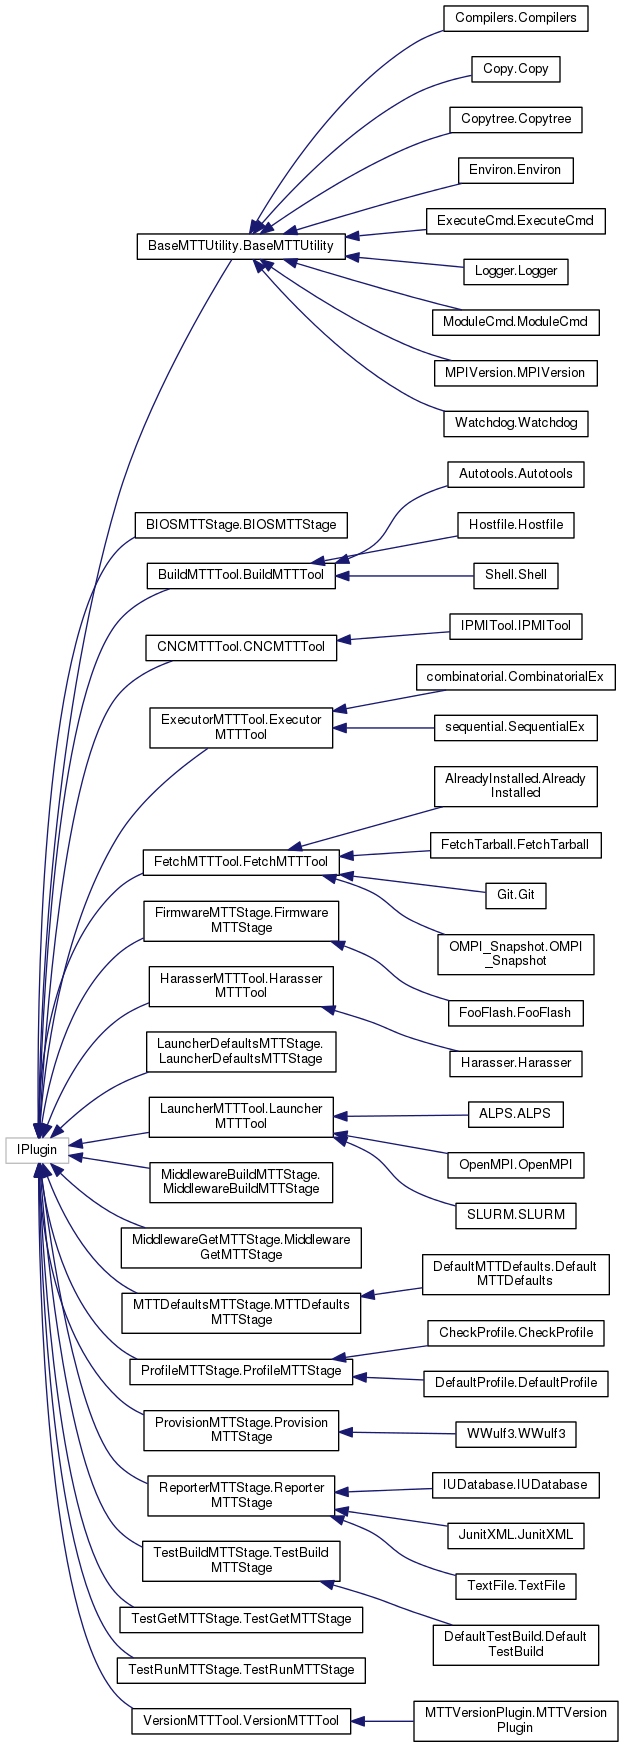 Compilers.Compilers
Copy.Copy
Copytree.Copytree
Environ.Environ
ExecuteCmd.ExecuteCmd
BaseMTTUtility.BaseMTTUtility
Logger.Logger
ModuleCmd.ModuleCmd
MPIVersion.MPIVersion
Watchdog.Watchdog
Autotools.Autotools
BIOSMTTStage.BIOSMTTStage
Hostfile.Hostfile
BuildMTTTool.BuildMTTTool
Shell.Shell
IPMITool.IPMITool
CNCMTTTool.CNCMTTTool
combinatorial.CombinatorialEx
ExecutorMTTTool.Executor
MTTTool
sequential.SequentialEx
AlreadyInstalled.Already
Installed
FetchTarball.FetchTarball
FetchMTTTool.FetchMTTTool
Git.Git
FirmwareMTTStage.Firmware
MTTStage
OMPI_Snapshot.OMPI
_Snapshot
HarasserMTTTool.Harasser
MTTTool
FooFlash.FooFlash
LauncherDefaultsMTTStage.
LauncherDefaultsMTTStage
Harasser.Harasser
LauncherMTTTool.Launcher
MTTTool
ALPS.ALPS
IPlugin
OpenMPI.OpenMPI
MiddlewareBuildMTTStage.
MiddlewareBuildMTTStage
SLURM.SLURM
MiddlewareGetMTTStage.Middleware
GetMTTStage
DefaultMTTDefaults.Default
MTTDefaults
MTTDefaultsMTTStage.MTTDefaults
MTTStage
CheckProfile.CheckProfile
ProfileMTTStage.ProfileMTTStage
DefaultProfile.DefaultProfile
ProvisionMTTStage.Provision
MTTStage
WWulf3.WWulf3
IUDatabase.IUDatabase
ReporterMTTStage.Reporter
MTTStage
JunitXML.JunitXML
TestBuildMTTStage.TestBuild
MTTStage
TextFile.TextFile
TestGetMTTStage.TestGetMTTStage
DefaultTestBuild.Default
TestBuild
TestRunMTTStage.TestRunMTTStage
VersionMTTTool.VersionMTTTool
MTTVersionPlugin.MTTVersion
Plugin